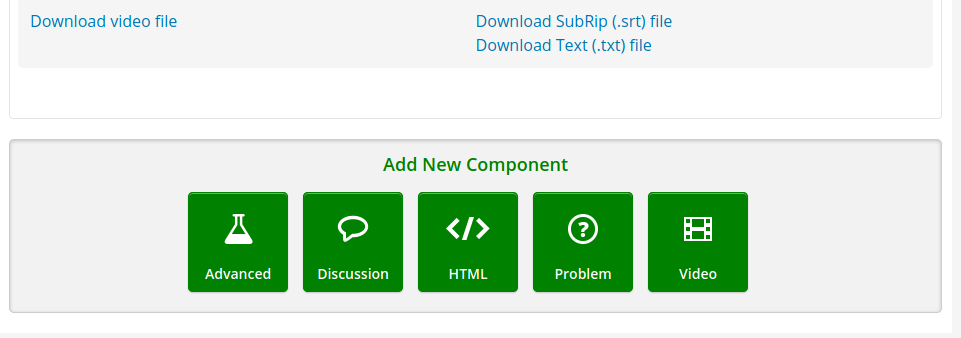 Download video file
Download SubRip (.srt) file
Download Text (.txt) file
Add New Component
Advanced
Discussion
HTML
Problem
Video